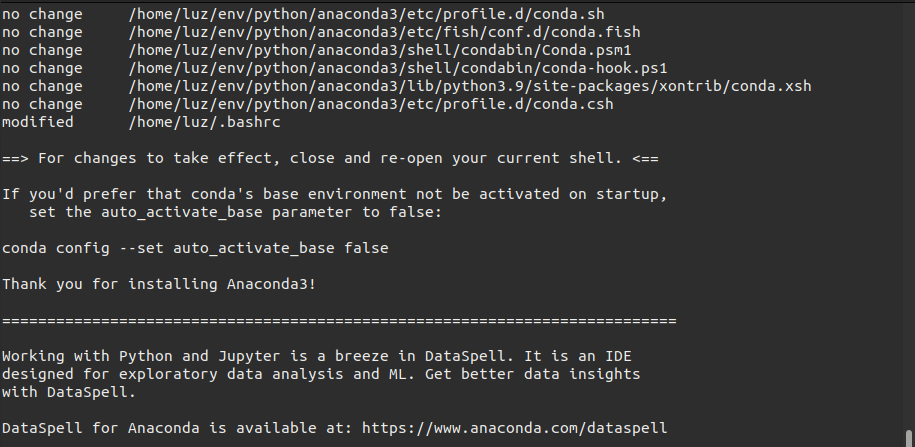 no change     /home/luz/env/python/anaconda3/etc/profile.d/conda.sh
no change     /home/luz/env/python/anaconda3/etc/fish/conf.d/conda.fish
no change     /home/luz/env/python/anaconda3/shell/condabin/Conda.psm1
no change     /home/luz/env/python/anaconda3/shell/condabin/conda-hook.ps1
no change     /home/luz/env/python/anaconda3/lib/python3.9/site-packages/xontrib/conda.xsh
no change     /home/luz/env/python/anaconda3/etc/profile.d/conda.csh
modified      /home/luz/.bashrc
==> For changes to take effect, close and re-open your current shell. <==
If you'd prefer that conda's base environment not be activated on startup,
   set the auto_activate_base parameter to false:
conda config --set auto_activate_base false
Thank you for installing Anaconda3!
===========================================================================
Working with Python and Jupyter is a breeze in DataSpell. It is an IDE
designed for exploratory data analysis and ML. Get better data insights
with DataSpell.
DataSpell for Anaconda is available at: https://www.anaconda.com/dataspell